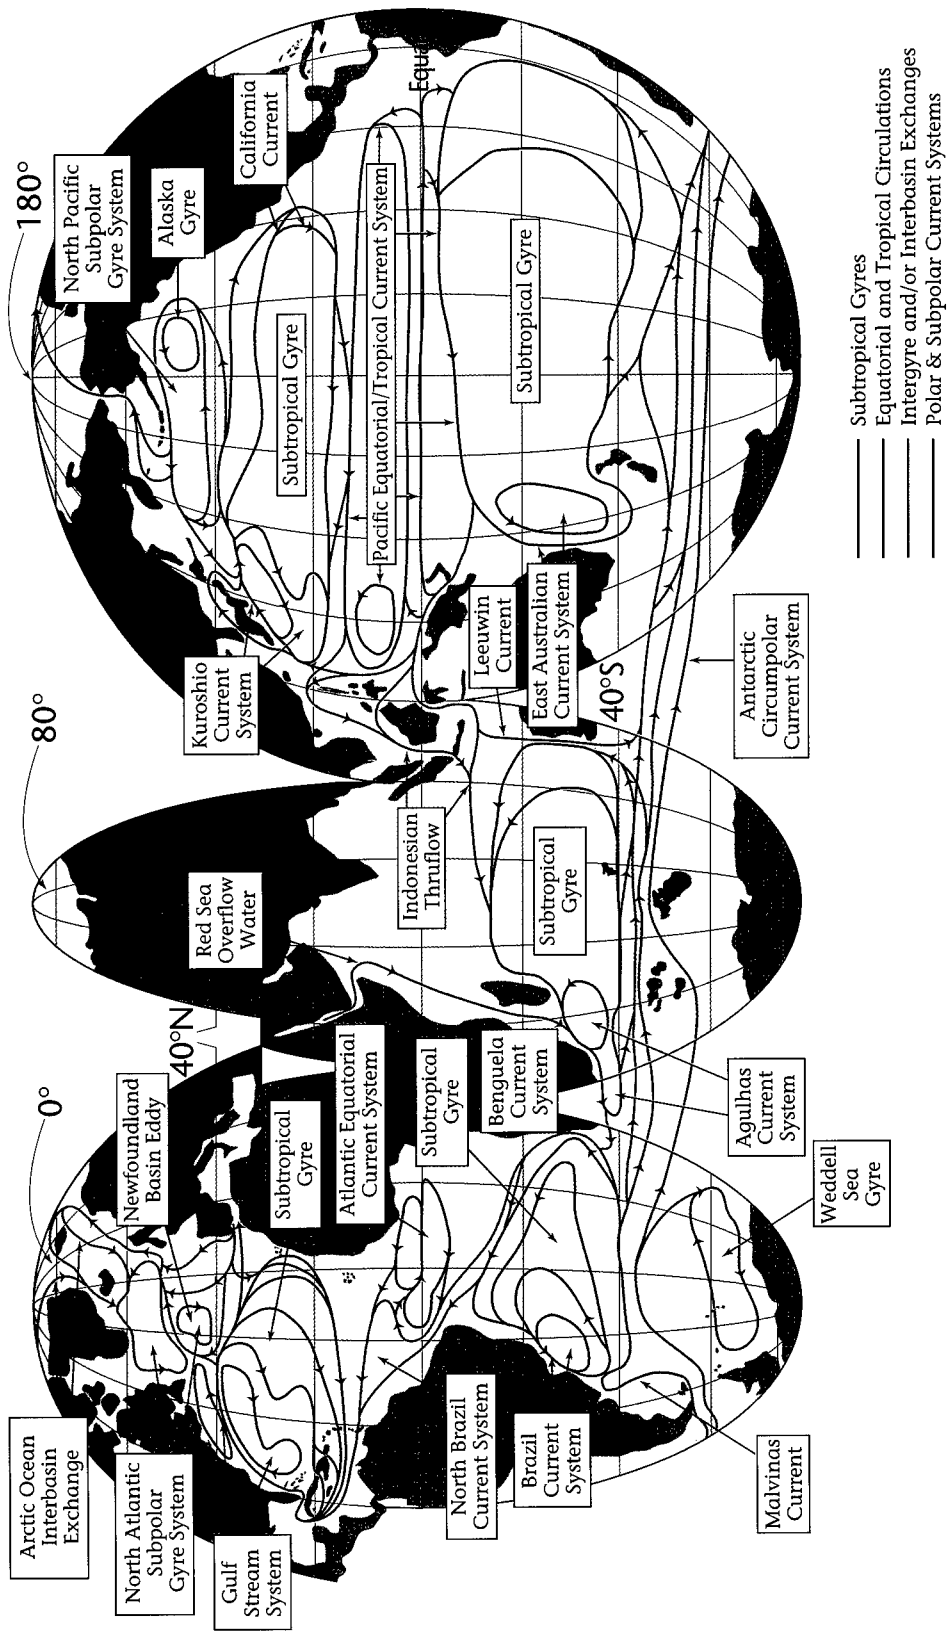 0°
80°
180°
Arctic Ocean
Interbasin
Exchange
North Atlantic
Subpolar
Gyre System
Gulf
Stream
System
Newfoundland
Basin Eddy
40°N
Subtropical
Gyre
Atlantic Equatorial
Current System
Subtropical
Gyre
Benguela
Current
System
North Brazil
Current System
Brazil
Current
System
Malvinas
Current
Weddell
Sea
Gyre
Agulhas
Current
System
Red Sea
Overflow
Water
Indonesian
Thruflow
Subtropical
Gyre
Kuroshio
Current
System
Leeuwin
Current
East Australian
Current System
40°S
Antarctic
Circumpolar
Current System
North Pacific
Subpolar
Gyre System
Alaska
Gyre
California
Current
Subtropical Gyre
Pacific Equatorial/Tropical Current System
Equa
Subtropical Gyre
Subtropical Gyres
Equatorial and Tropical Circulations
Intergyre and/or Interbasin Exchanges
Polar & Subpolar Current Systems